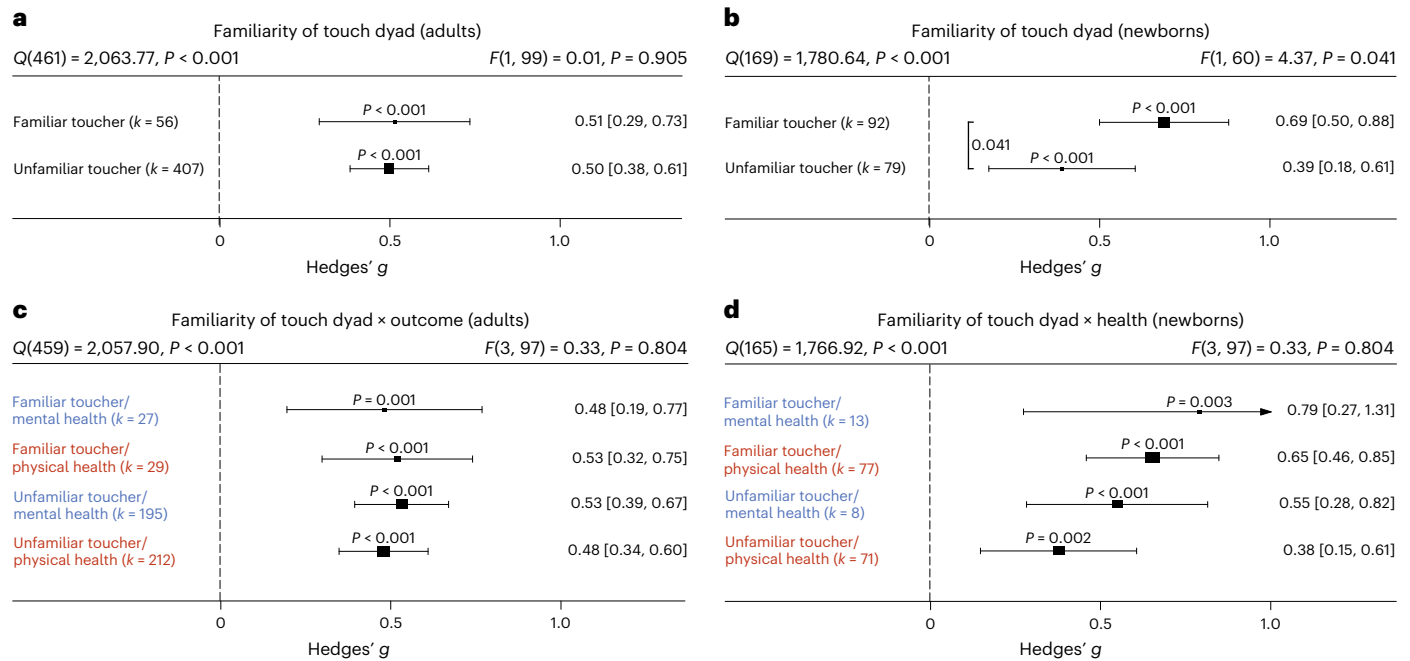 a
Familiarity of touch dyad (adults)
Q(461) = 2,063.77, P < 0.001
F(1, 99) = 0.01, P = 0.905
P < 0.001
Familiar toucher (k = 56)
0.51 [0.29, 0.73]
P < 0.001
Unfamiliar toucher (k = 407)
0.50 [0.38, 0.61]
0
0.5
1.0
Hedges’ g
b
Familiarity of touch dyad (newborns)
Q(169) = 1,780.64, P < 0.001
F(1, 60) = 4.37, P = 0.041
P < 0.001
Familiar toucher (k = 92)
0.69 [0.50, 0.88]
0.041
P < 0.001
Unfamiliar toucher (k = 79)
0.39 [0.18, 0.61]
0
0.5
1.0
Hedges’ g
c
Familiarity of touch dyad × outcome (adults)
Q(459) = 2,057.90, P < 0.001
F(3, 97) = 0.33, P = 0.804
Familiar toucher/
mental health (k = 27)
P = 0.001
0.48 [0.19, 0.77]
Familiar toucher/
physical health (k = 29)
P < 0.001
0.53 [0.32, 0.75]
Unfamiliar toucher/
mental health (k = 195)
P < 0.001
0.53 [0.39, 0.67]
Unfamiliar toucher/
physical health (k = 212)
P < 0.001
0.48 [0.34, 0.60]
0
0.5
1.0
Hedges’ g
d
Familiarity of touch dyad × health (newborns)
Q(165) = 1,766.92, P < 0.001
F(3, 97) = 0.33, P = 0.804
Familiar toucher/
mental health (k = 13)
P = 0.003
0.79 [0.27, 1.31]
Familiar toucher/
physical health (k = 77)
P < 0.001
0.65 [0.46, 0.85]
Unfamiliar toucher/
mental health (k = 8)
P < 0.001
0.55 [0.28, 0.82]
Unfamiliar toucher/
physical health (k = 71)
P = 0.002
0.38 [0.15, 0.61]
0
0.5
1.0
Hedges’ g